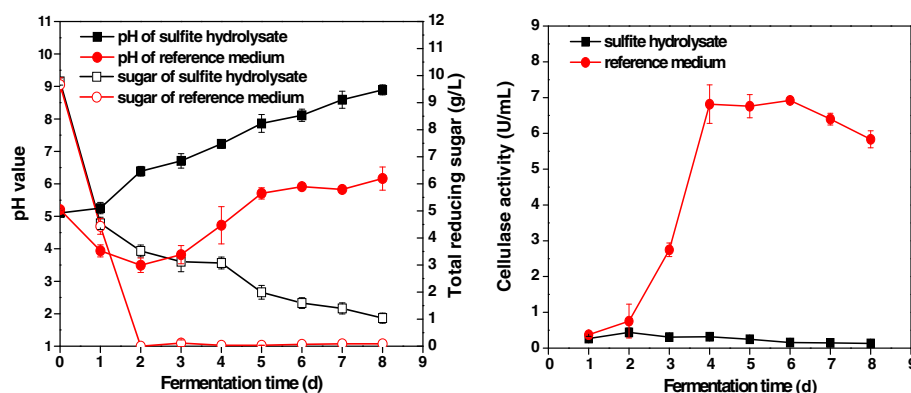 11
10
9
8
7
6
5
4
3
2
1
pH value
pH of sulfite hydrolysate
pH of reference medium
sugar of sulfite hydrolysate
sugar of reference medium
12
11
10
9
8
7
6
5
4
3
2
1
0
Total reducing sugar (g/L)
0 1 2 3 4 5 6 7 8 9
Fermentation time (d)
9
8
7
6
5
4
3
2
1
0
Cellulase activity (U/mL)
sulfite hydrolysate
reference medium
0 1 2 3 4 5 6 7 8 9
Fermentation time (d)